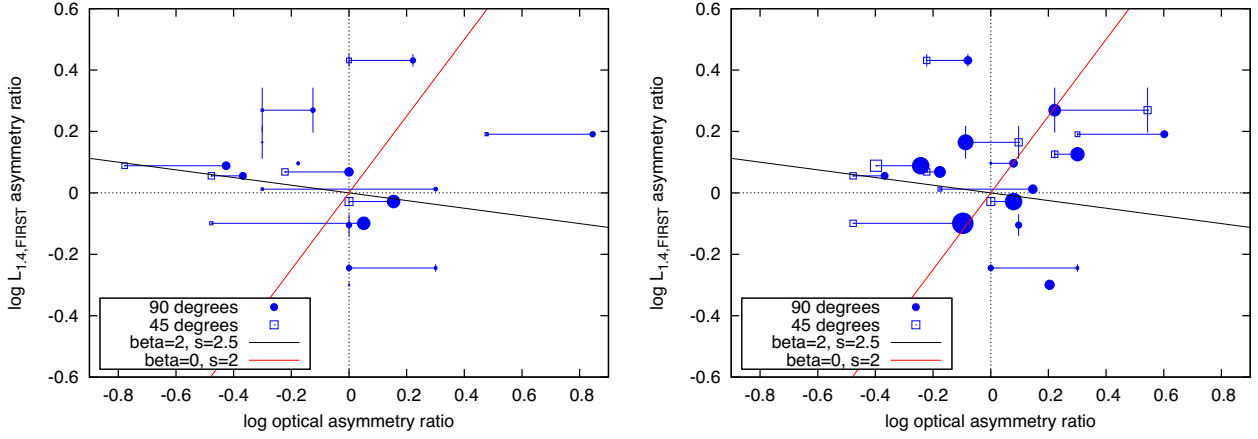 0.6
0.4
0.2
0
-0.2
-0.4
-0.6
-0.8 -0.6 -0.4 -0.2 0 0.2 0.4 0.6 0.8
log L1.4,FIRST asymmetry ratio
log optical asymmetry ratio
90 degrees
45 degrees
beta=2, s=2.5
beta=0, s=2
0.6
0.4
0.2
0
-0.2
-0.4
-0.6
-0.8 -0.6 -0.4 -0.2 0 0.2 0.4 0.6 0.8
log L1.4,FIRST asymmetry ratio
log optical asymmetry ratio
90 degrees
45 degrees
beta=2, s=2.5
beta=0, s=2